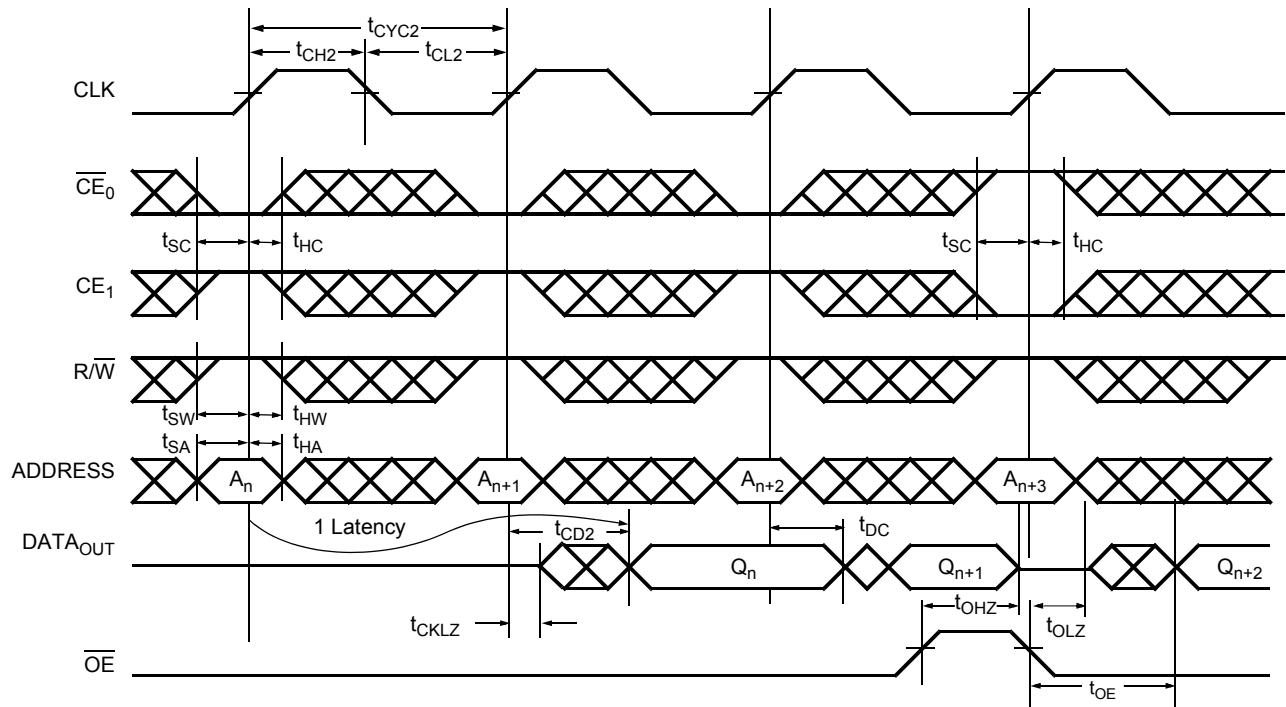 tCYC2
tCH2 tCL2
CLK
CE0
tSC tHC tSC tHC
CE1
R/W
tSW tHW
tSA tHA
ADDRESS An An+1 An+2 An+3
1 Latency tCD2 tDC
DATAOUT Qn Qn+1 Qn+2
tOHZ
tCKLZ tOLZ
OE
tOE